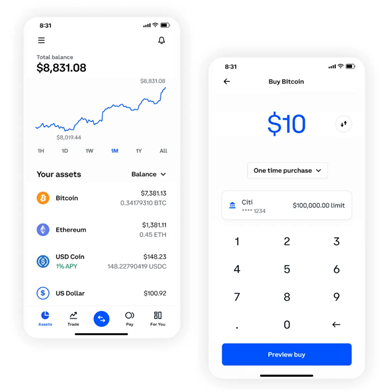 8:31
Total balance
$8,831.08
$8,831.08
$8,019.44
1H 1D 1W 1M 1Y All
Your assets Balance
Bitcoin $7,381.13
0.34179310 BTC
Ethereum $1,381.11
0.45 ETH
USD Coin $148.23
1% APY 148.22790419 USDC
US Dollar $100.92
Assets Trade Pay For You
8:31
Buy Bitcoin
$10
One time purchase
Citi $100,000.00 limit
**** 1234
1 2 3
4 5 6
7 8 9
. 0
Preview buy